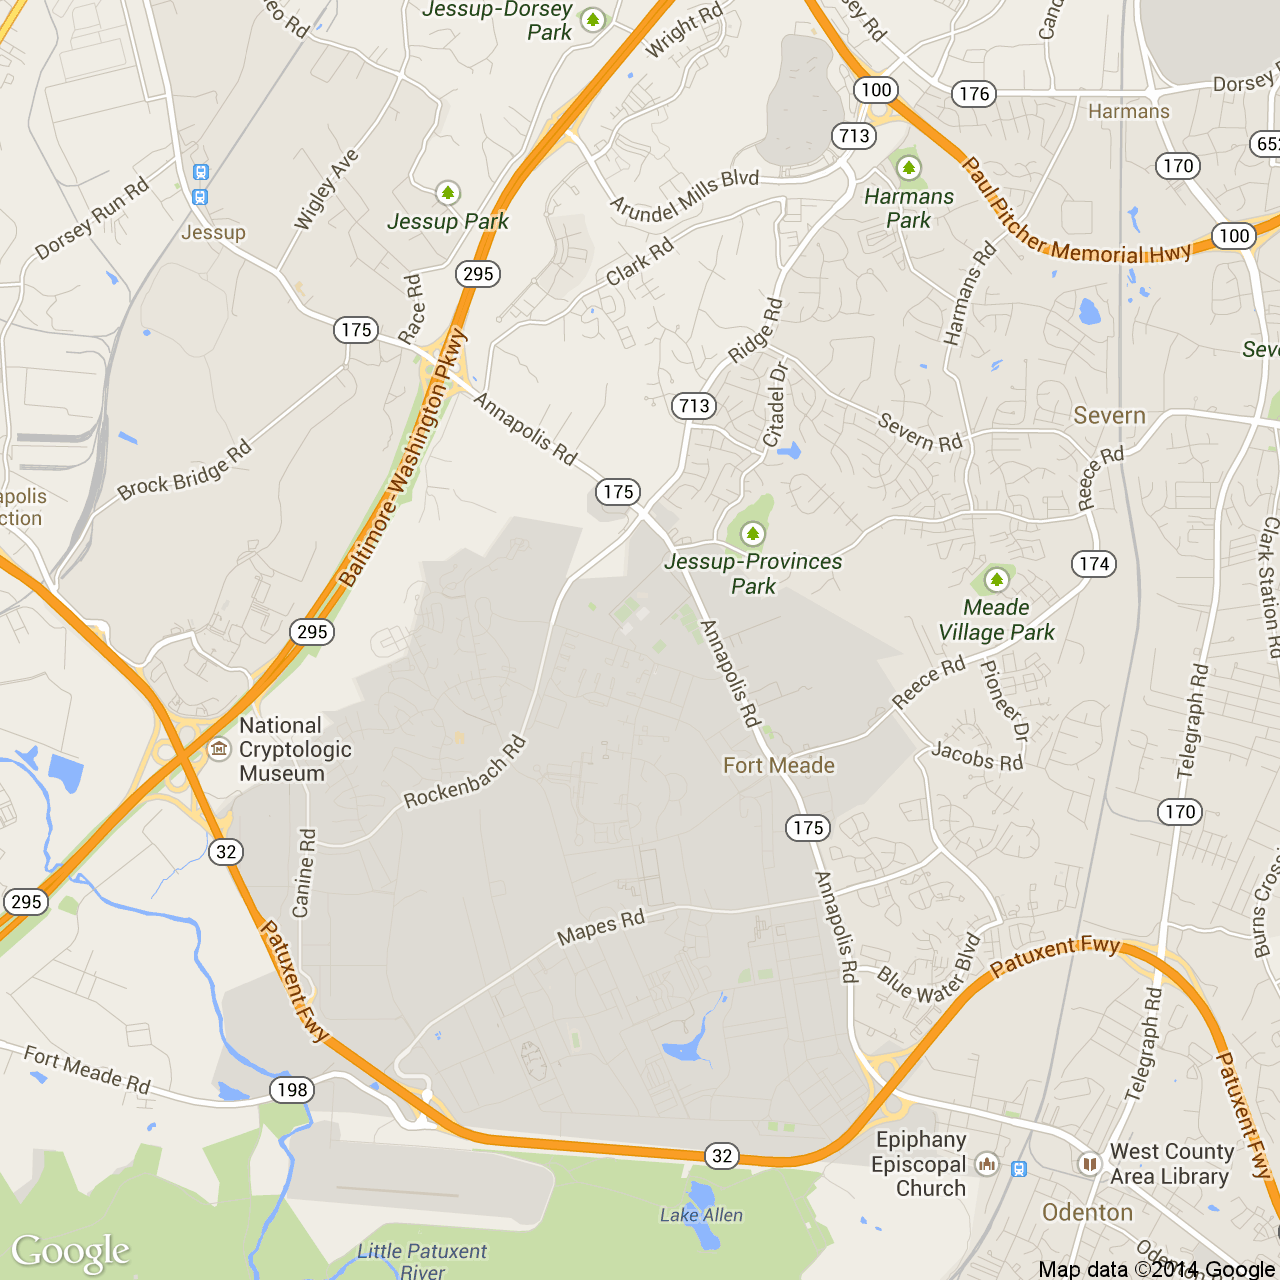 Jessup-Dorsey
Park
Wright Rd
100
176
Harmans
713
170
Paul Pitcher Memorial Hwy
Harmans
Park
Dorsey Run Rd
Wigley Ave
Jessup
Jessup Park
Arundel Mills Blvd
Clark Rd
100
295
Race Rd
Harmans Rd
175
Ridge Rd
Baltimore-Washington Pkwy
Annapolis Rd
713
Citadel Dr
Severn Rd
Severn
Reece Rd
Brock Bridge Rd
175
Jessup-Provinces
Park
174
Clark Station Rd
Meade
Village Park
295
Annapolis Rd
Reece Rd
Pioneer Dr
Telegraph Rd
National
Cryptologic
Museum
Rockenbach Rd
Fort Meade
Jacobs Rd
170
175
32
Canine Rd
295
Annapolis Rd
Mapes Rd
Patuxent Fwy
Blue Water Blvd
Patuxent Fwy
Telegraph Rd
Fort Meade Rd
198
Patuxent Fwy
32
Epiphany
Episcopal
Church
West County
Area Library
Lake Allen
Odenton
Little Patuxent
River
Google
Map data ©2014 Google